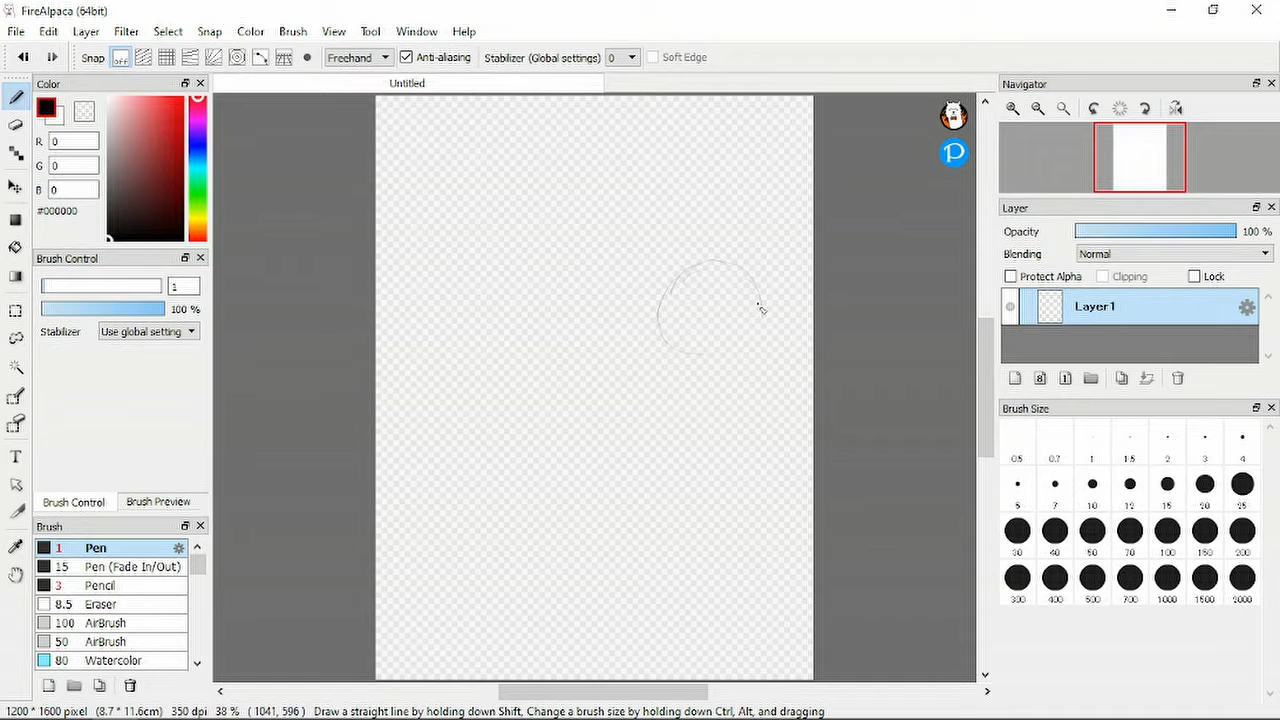 FireAlpaca (64bit)
File Edit Layer Filter Select Snap Color Brush View Tool Window Help
Snap off Freehand Anti-aliasing Stabilizer (Global settings) 0 Soft Edge
Color
R 0
G 0
B 0
#000000
Brush Control
1
100 %
Stabilizer Use global setting
Brush Control Brush Preview
Brush
1 Pen
15 Pen (Fade In/Out)
3 Pencil
8.5 Eraser
100 AirBrush
50 AirBrush
80 Watercolor
Untitled
P
Navigator
Layer
Opacity 100 %
Blending Normal
Protect Alpha Clipping Lock
Layer1
8 1
Brush Size
0.5 0.7 1 1.5 2 3 4
5 7 10 12 15 20 25
30 40 50 70 100 150 200
300 400 500 700 1000 1500 2000
T
1200 * 1600 pixel (8.7 * 11.6cm) 350 dpi 38 % ( 1041, 596 ) Draw a straight line by holding down Shift, Change a brush size by holding down Ctrl, Alt, and dragging